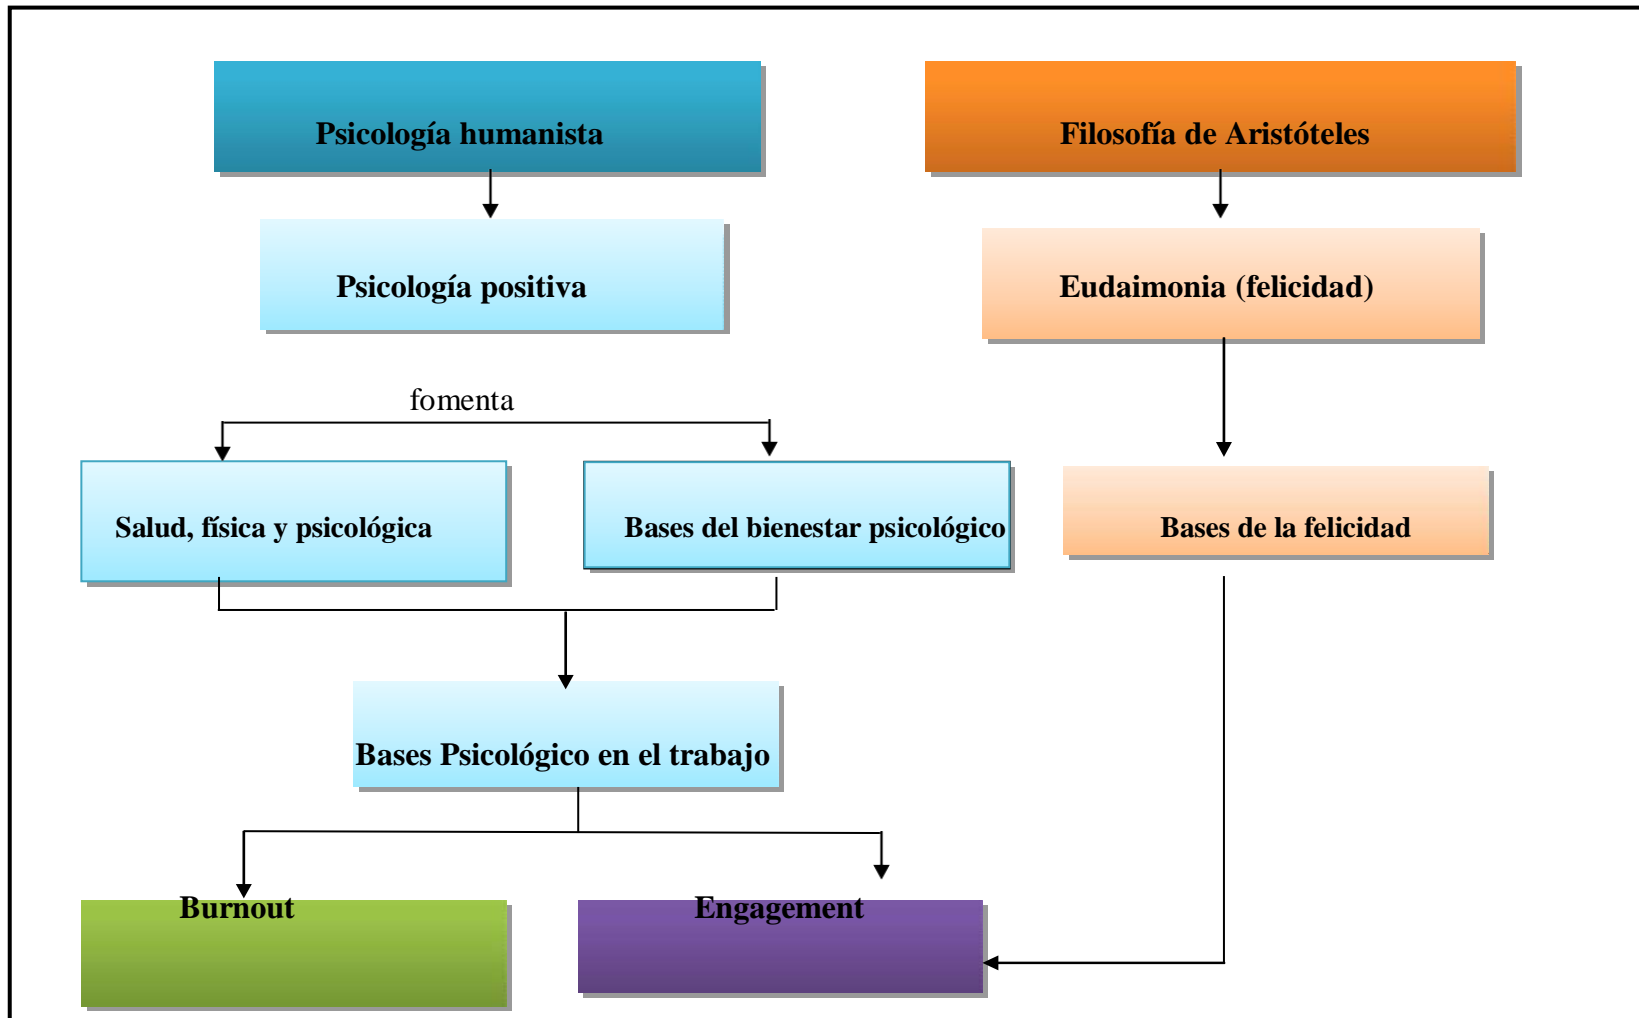 Psicología humanista
Filosofía de Aristóteles
Psicología positiva
Eudaimonia (felicidad)
fomenta
Salud, física y psicológica
Bases del bienestar psicológico
Bases de la felicidad
Bases Psicológico en el trabajo
Burnout
Engagement